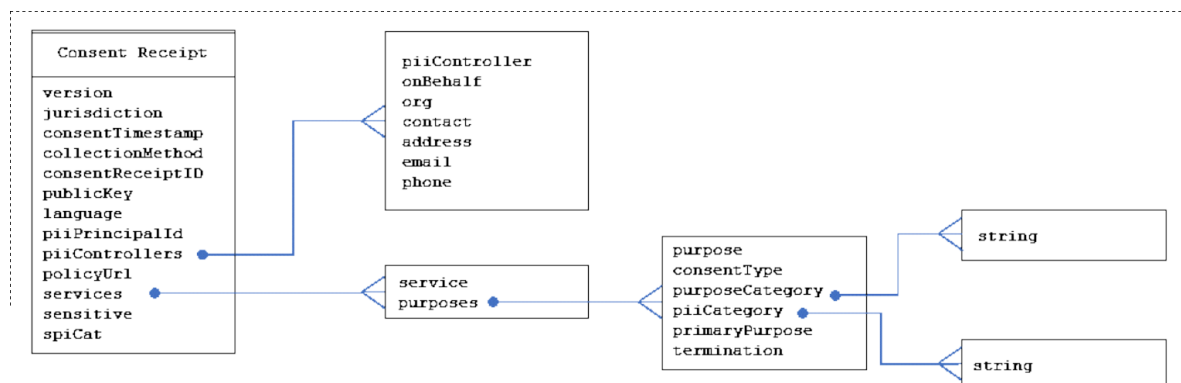 Consent Receipt
version
jurisdiction
consentTimestamp
collectionMethod
consentReceiptID
publicKey
language
piiPrincipalId
piiControllers
policyUrl
services
sensitive
spiCat
piiController
onBehalf
org
contact
address
email
phone
service
purposes
purpose
consentType
purposeCategory
piiCategory
primaryPurpose
termination
string
string